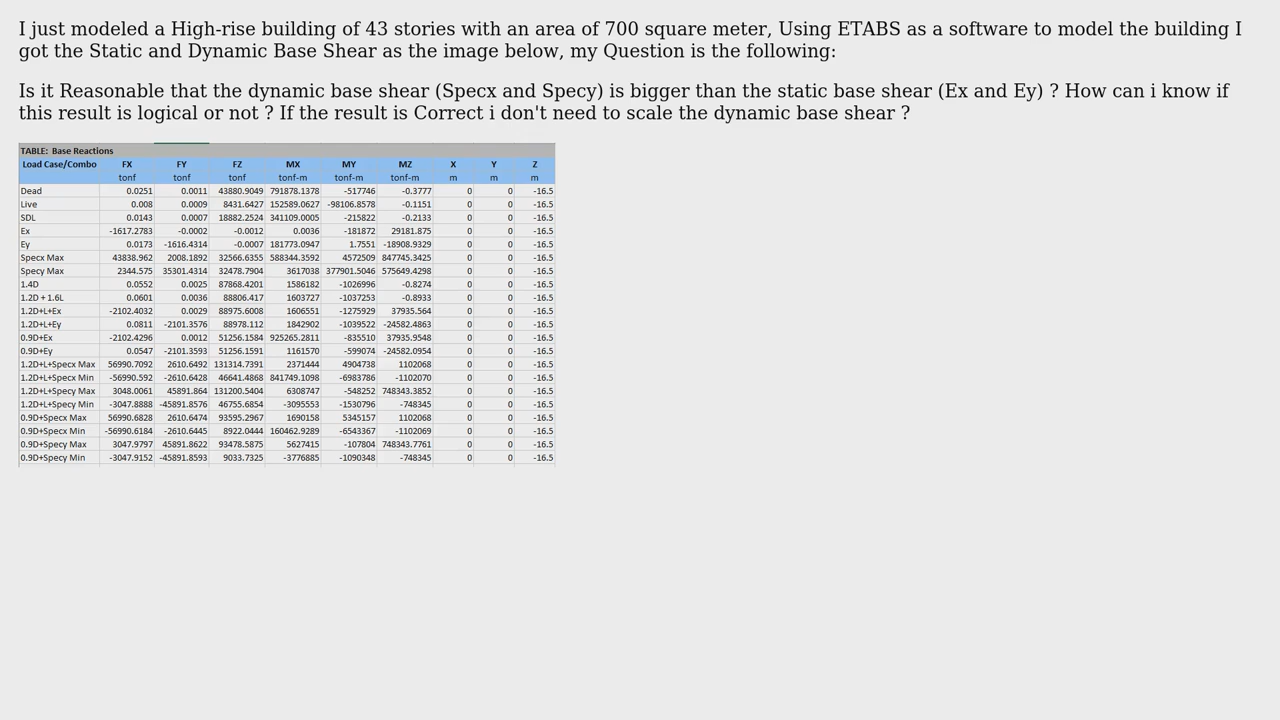 I just modeled a High-rise building of 43 stories with an area of 700 square meter, Using ETABS as a software to model the building I
got the Static and Dynamic Base Shear as the image below, my Question is the following:
Is it Reasonable that the dynamic base shear (Specx and Specy) is bigger than the static base shear (Ex and Ey) ? How can i know if
this result is logical or not ? If the result is Correct i don't need to scale the dynamic base shear ?
TABLE: Base Reactions
Load Case/Combo FX FY FZ MX MY MZ X Y Z
tonf tonf tonf tonf-m tonf-m tonf-m m m m
Dead 0.0251 0.0011 43880.9049 791878.1378 -517746 -0.3777 0 0 -16.5
Live 0.008 0.0009 8431.6427 152589.0627 -98106.8578 -0.1151 0 0 -16.5
SDL 0.0143 0.0007 18882.2524 341109.0005 -215822 -0.2133 0 0 -16.5
Ex -1617.2783 -0.0002 -0.0012 0.0036 -181872 29181.875 0 0 -16.5
Ey 0.0173 -1616.4314 -0.0007 181773.0947 1.7551 -18908.9329 0 0 -16.5
Specx Max 43838.962 2008.1892 32566.6355 588344.3592 4572509 847745.3425 0 0 -16.5
Specy Max 2344.575 35301.4314 32478.7904 3617038 377901.5046 575649.4298 0 0 -16.5
1.4D 0.0552 0.0025 87868.4201 1586182 -1026996 -0.8274 0 0 -16.5
1.2D + 1.6L 0.0601 0.0036 88806.417 1603727 -1037253 -0.8933 0 0 -16.5
1.2D+L+Ex -2102.4032 0.0003 88975.6008 1606551 -1275929 37935.564 0 0 -16.5
1.2D+L+Ey 0.0811 -2101.3576 88978.112 1842902 -1039522 -24582.4863 0 0 -16.5
0.9D+Ex -2102.4296 0.0012 51256.1584 925265.2811 -835510 37935.9548 0 0 -16.5
0.9D+Ey 0.0547 -2101.3593 51256.1591 1161570 -599074 -24582.0954 0 0 -16.5
1.2D+L+Specx Max 56990.7092 2610.6492 131314.7391 2371444 4904738 1102068 0 0 -16.5
1.2D+L+Specx Min -56990.592 -2610.6428 46641.4868 841749.1098 -6983786 -1102070 0 0 -16.5
1.2D+L+Specy Max 3048.0061 45891.864 131200.5404 6308747 -548252 748343.3852 0 0 -16.5
1.2D+L+Specy Min -3047.8888 -45891.8576 46755.6854 -3095553 -1530796 -748345 0 0 -16.5
0.9D+Specx Max 56990.6828 2610.6474 93595.2967 1690158 5345157 1102068 0 0 -16.5
0.9D+Specx Min -56990.6184 -2610.6445 8922.0444 160462.9289 -6543367 -1102069 0 0 -16.5
0.9D+Specy Max 3047.9797 45891.8622 93478.5875 5627415 -107804 748343.7761 0 0 -16.5
0.9D+Specy Min -3047.9152 -45891.8593 9033.7325 -3776885 -1090348 -748345 0 0 -16.5